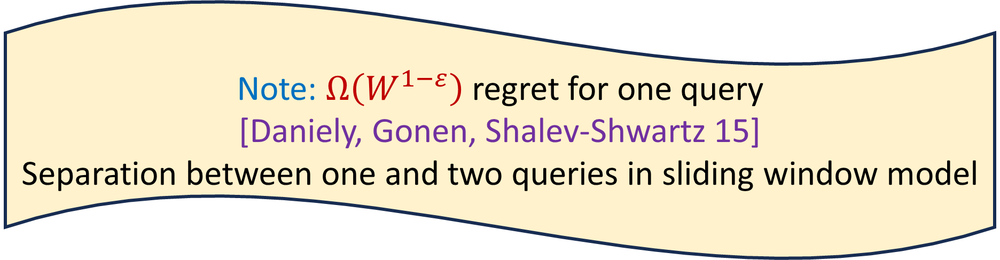 Note: Ω(W^{1−ε}) regret for one query
[Daniely, Gonen, Shalev-Shwartz 15]
Separation between one and two queries in sliding window model